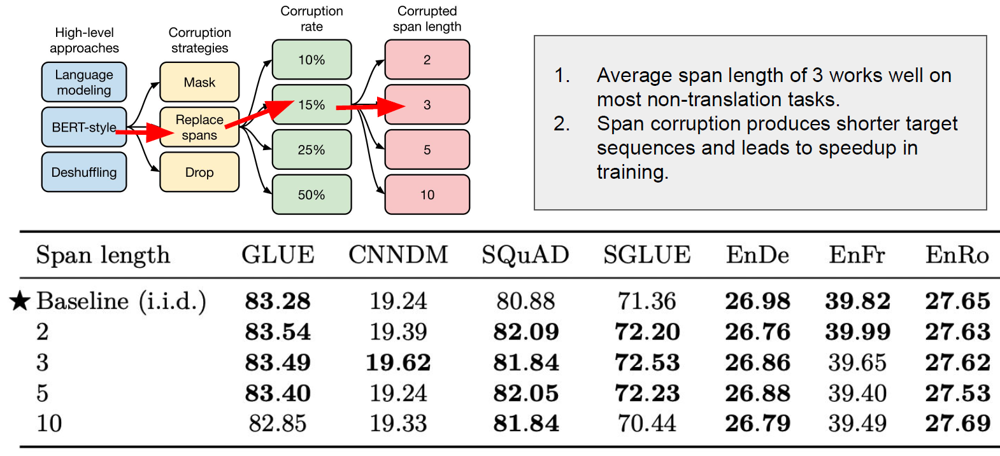 High-level
approaches
Language
modeling
BERT-style
Deshuffling
Corruption
strategies
Mask
Replace
spans
Drop
Corruption
rate
10%
15%
25%
50%
Corrupted
span length
2
3
5
10
1. Average span length of 3 works well on
most non-translation tasks.
2. Span corruption produces shorter target
sequences and leads to speedup in
training.
Span length GLUE CNNDM SQuAD SGLUE EnDe EnFr EnRo
★ Baseline (i.i.d.) 83.28 19.24 80.88 71.36 26.98 39.82 27.65
2 83.54 19.39 82.09 72.20 26.76 39.99 27.63
3 83.49 19.62 81.84 72.53 26.86 39.65 27.62
5 83.40 19.24 82.05 72.23 26.88 39.40 27.53
10 82.85 19.33 81.84 70.44 26.79 39.49 27.69